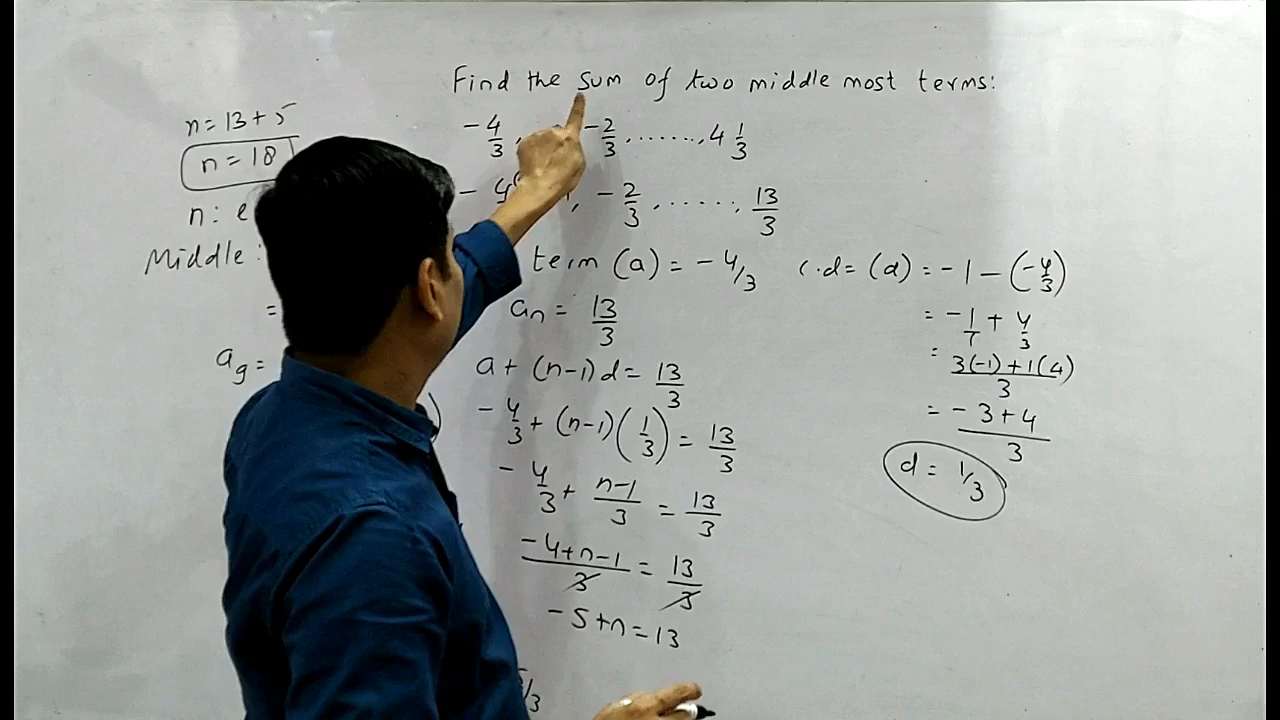 Find the sum of two middle most terms:
-4/3, -2/3, ......, 4 1/3
-4, -2/3, ......, 13/3
term (a) = -4/3
c.d = (d) = -1 - (-4/3)
= -1/1 + 4/3
= 3(-1)+1(4)/3
= -3+4/3
d = 1/3
an = 13/3
a + (n-1)d = 13/3
-4/3 + (n-1)(1/3) = 13/3
-4/3 + n-1/3 = 13/3
-4+n-1/3 = 13/3
-5+n = 13
n = 13+5
n = 18
n: e
Middle:
=
a9 =
/3